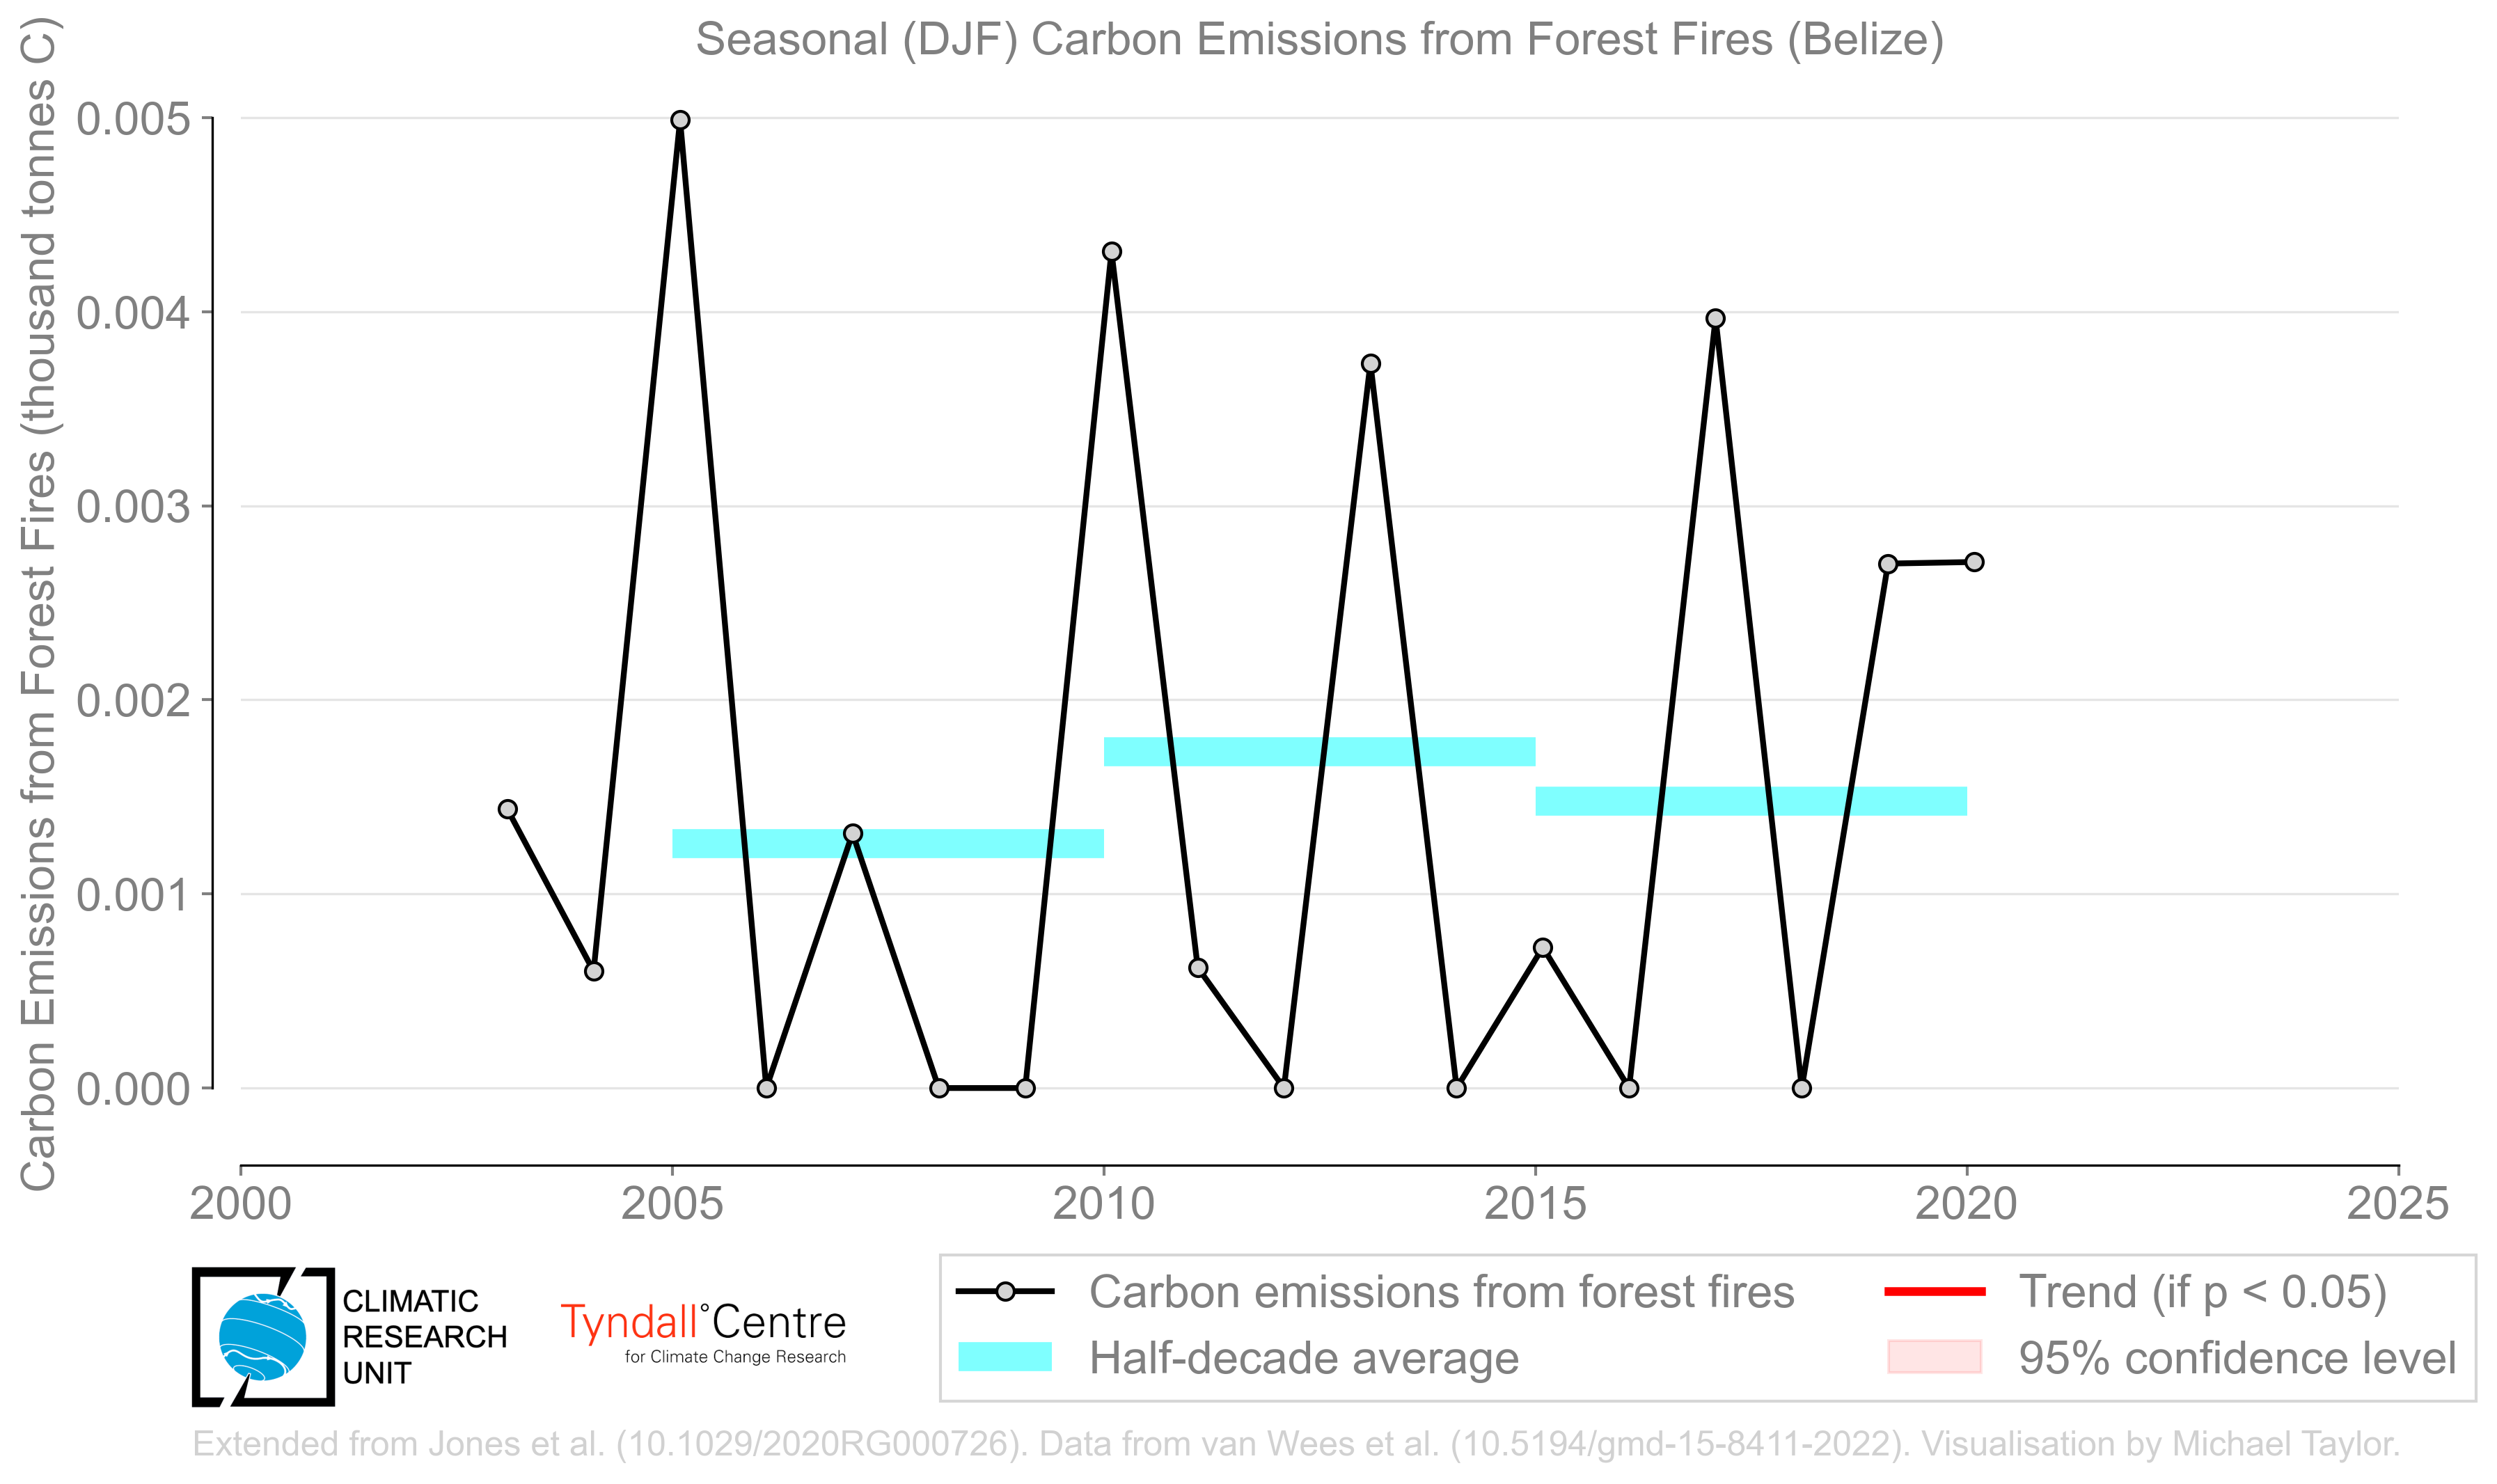 Seasonal (DJF) Carbon Emissions from Forest Fires (Belize)
Carbon Emissions from Forest Fires (thousand tonnes C)
0.005
0.004
0.003
0.002
0.001
0.000
2000 2005 2010 2015 2020 2025
CLIMATIC
RESEARCH
UNIT
Tyndall°Centre
for Climate Change Research
Carbon emissions from forest fires
Half-decade average
Trend (if p < 0.05)
95% confidence level
Extended from Jones et al. (10.1029/2020RG000726). Data from van Wees et al. (10.5194/gmd-15-8411-2022). Visualisation by Michael Taylor.